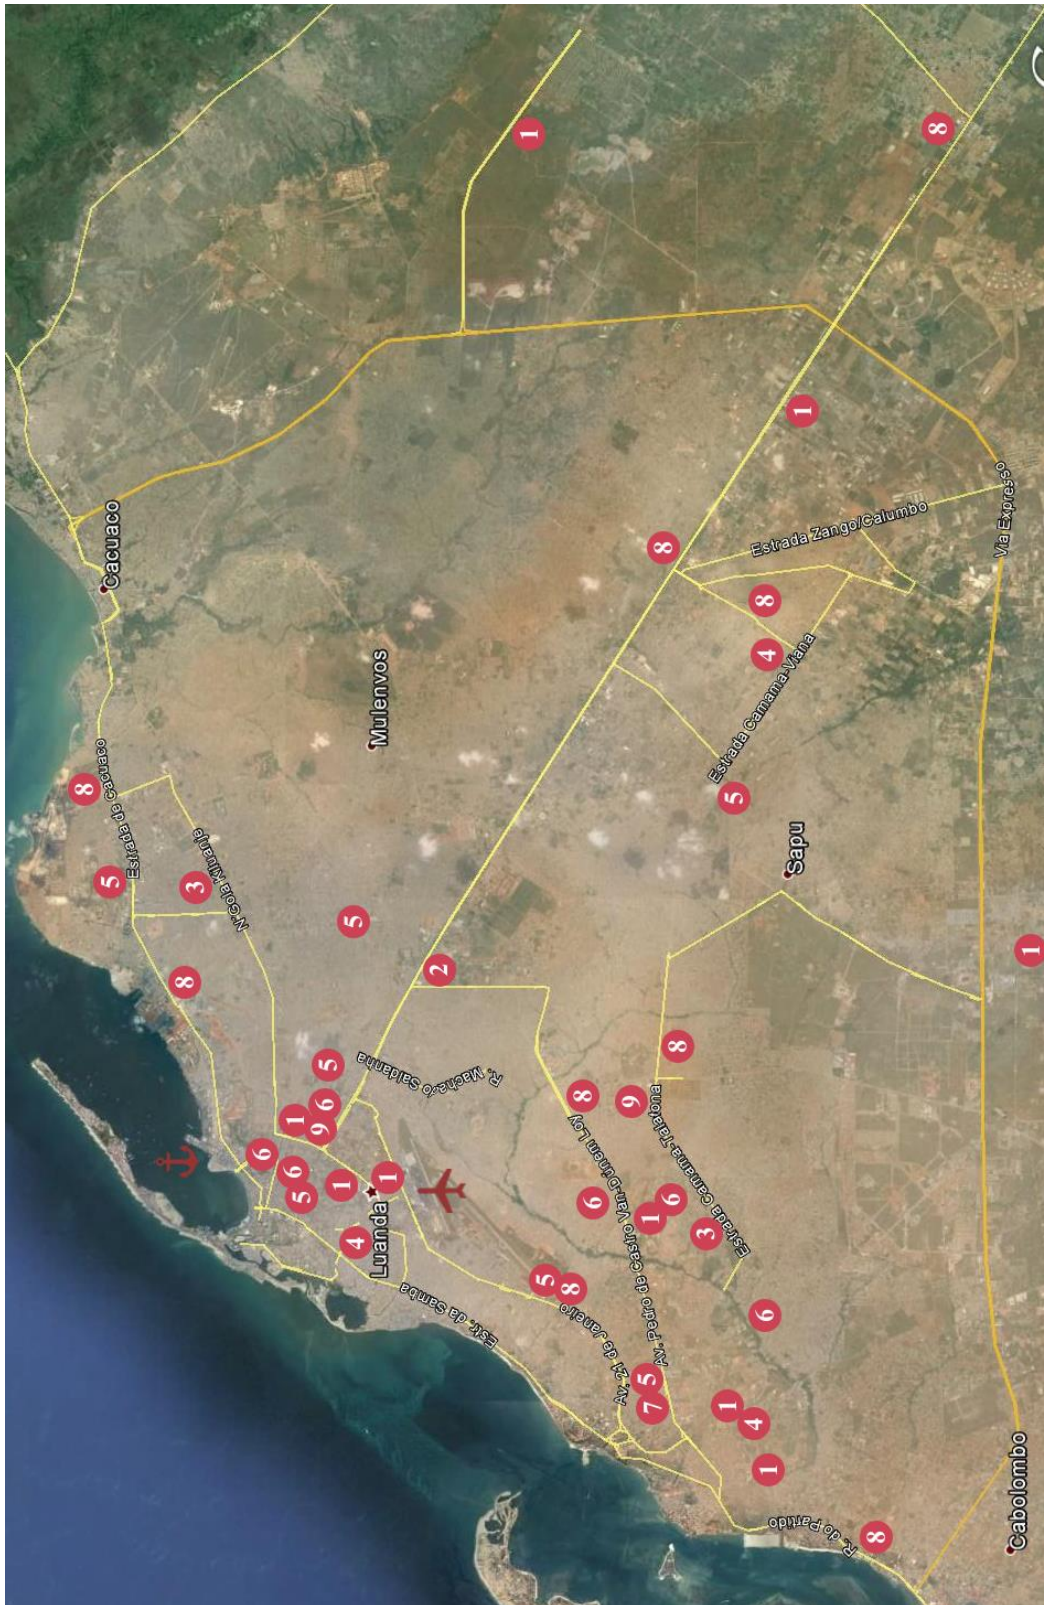 8
5
Estrada de Cacuaco
Cacuaco
8
3
N'Gola Kiluanje
6
6
1
5
9
6
5
1
5
4
Luanda
1
Mulenvos
R. Machado Saldanha
2
Estr. da Samba
1
5
8
8
Av. 21 de Janeiro
6
9
Av. Pedro de Castro Van-Dúnem Loy
5
1
7
8
6
8
Estrada Camama-Talatona
3
1
5
4
Estrada Camama-Viana
6
8
4
1
Sapu
1
Estrada Zango/Calumbo
R. do Partido
8
8
Via Expresso
Cabolombo
1